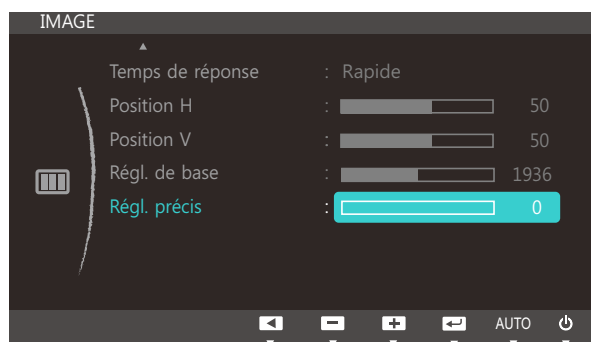 IMAGE
Temps de réponse : Rapide
Position H : 50
Position V : 50
Régl. de base : 1936
Régl. précis : 0
AUTO